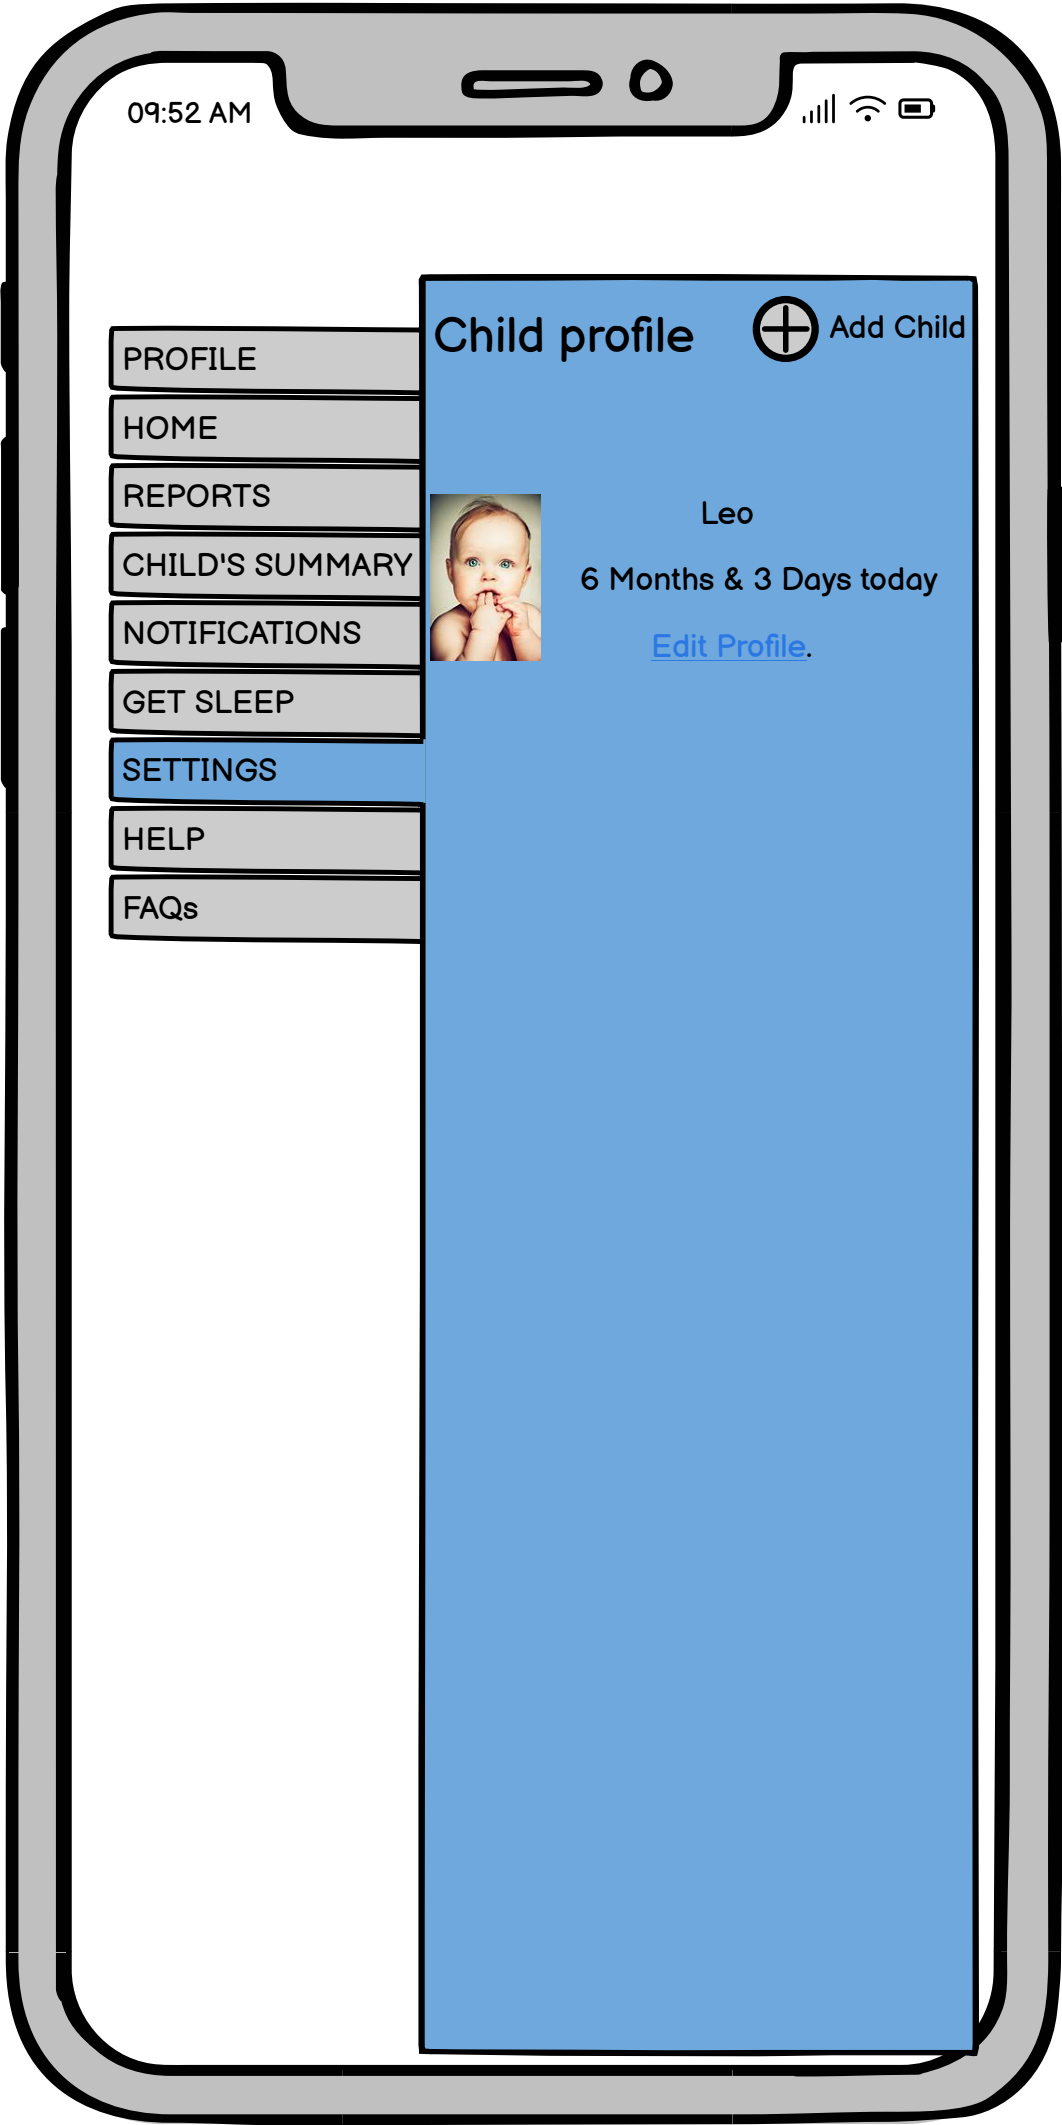 09:52 AM
Child profile
Add Child
PROFILE
HOME
REPORTS
CHILD'S SUMMARY
NOTIFICATIONS
GET SLEEP
SETTINGS
HELP
FAQs
Leo
6 Months & 3 Days today
Edit Profile.